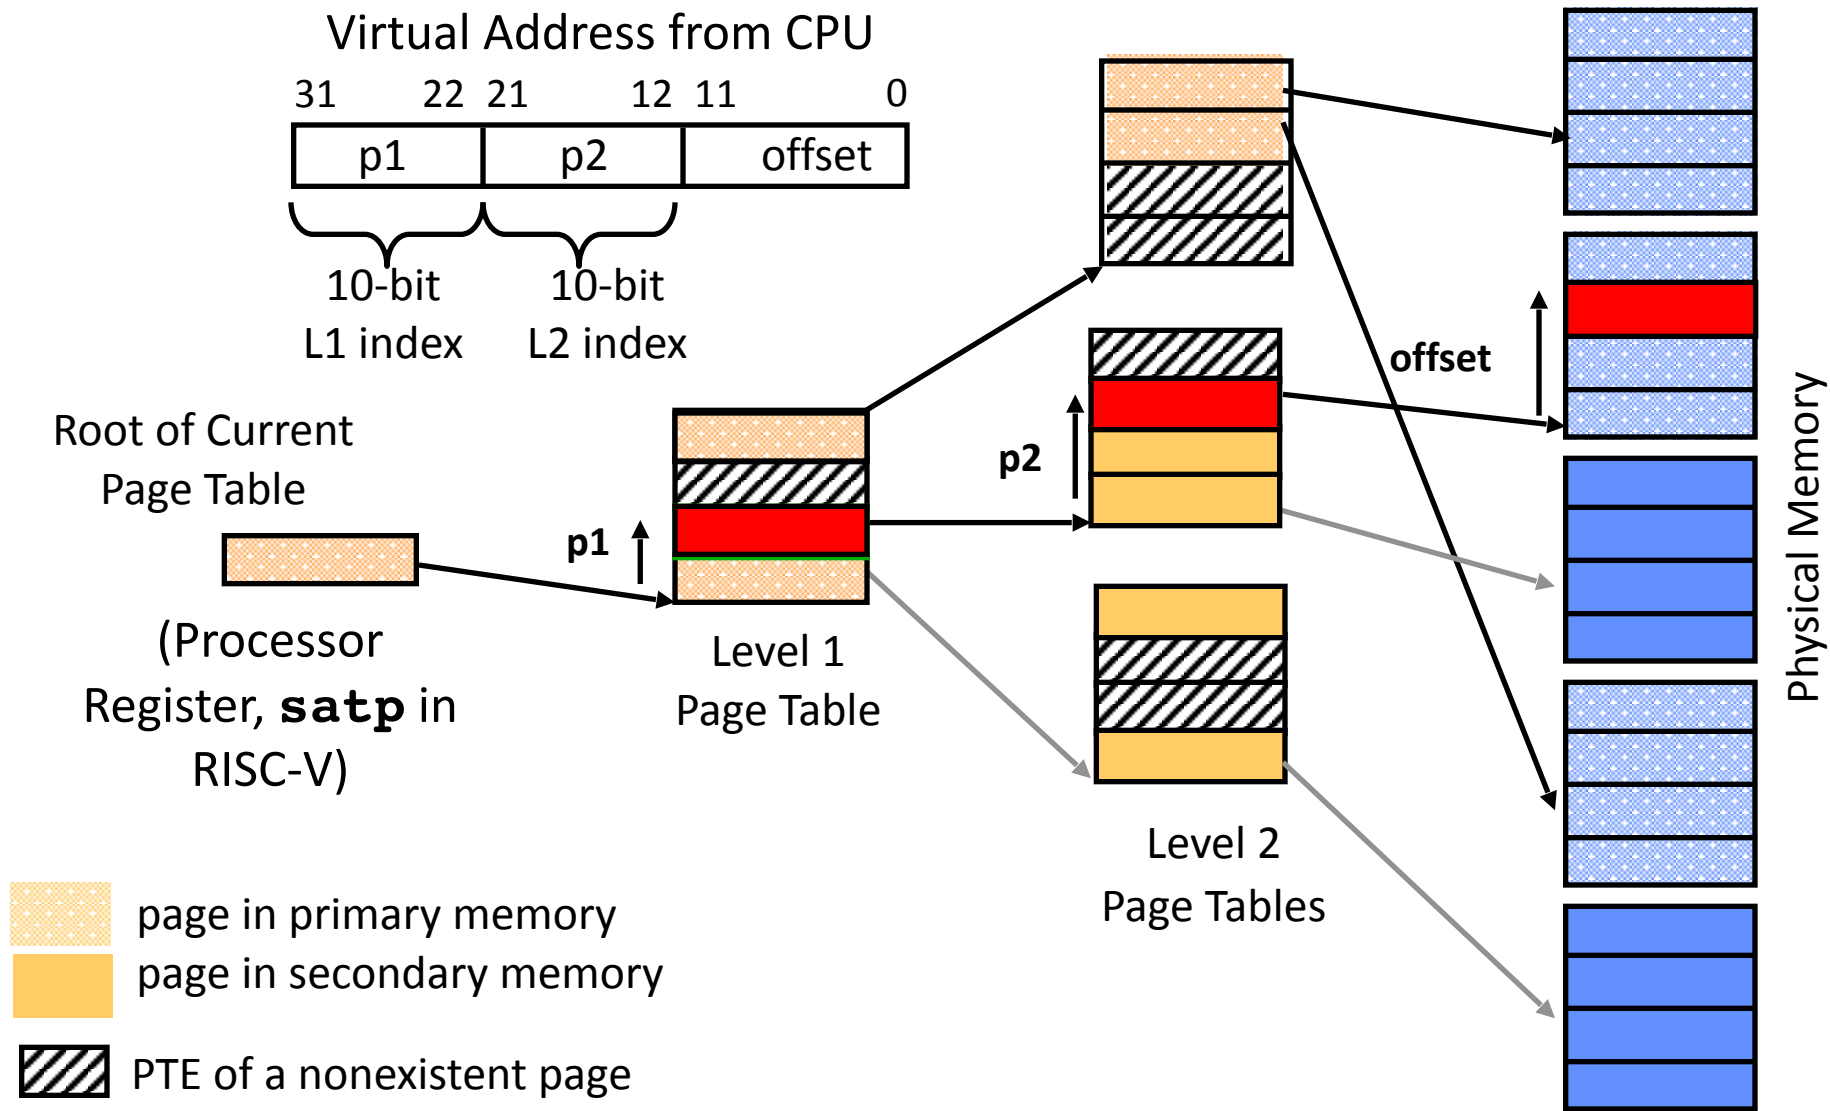 Virtual Address from CPU
31 22 21 12 11 0
p1 p2 offset
10-bit
L1 index
10-bit
L2 index
Root of Current
Page Table
(Processor
Register, satp in
RISC-V)
p1
Level 1
Page Table
p2
Level 2
Page Tables
offset
Physical Memory
page in primary memory
page in secondary memory
PTE of a nonexistent page